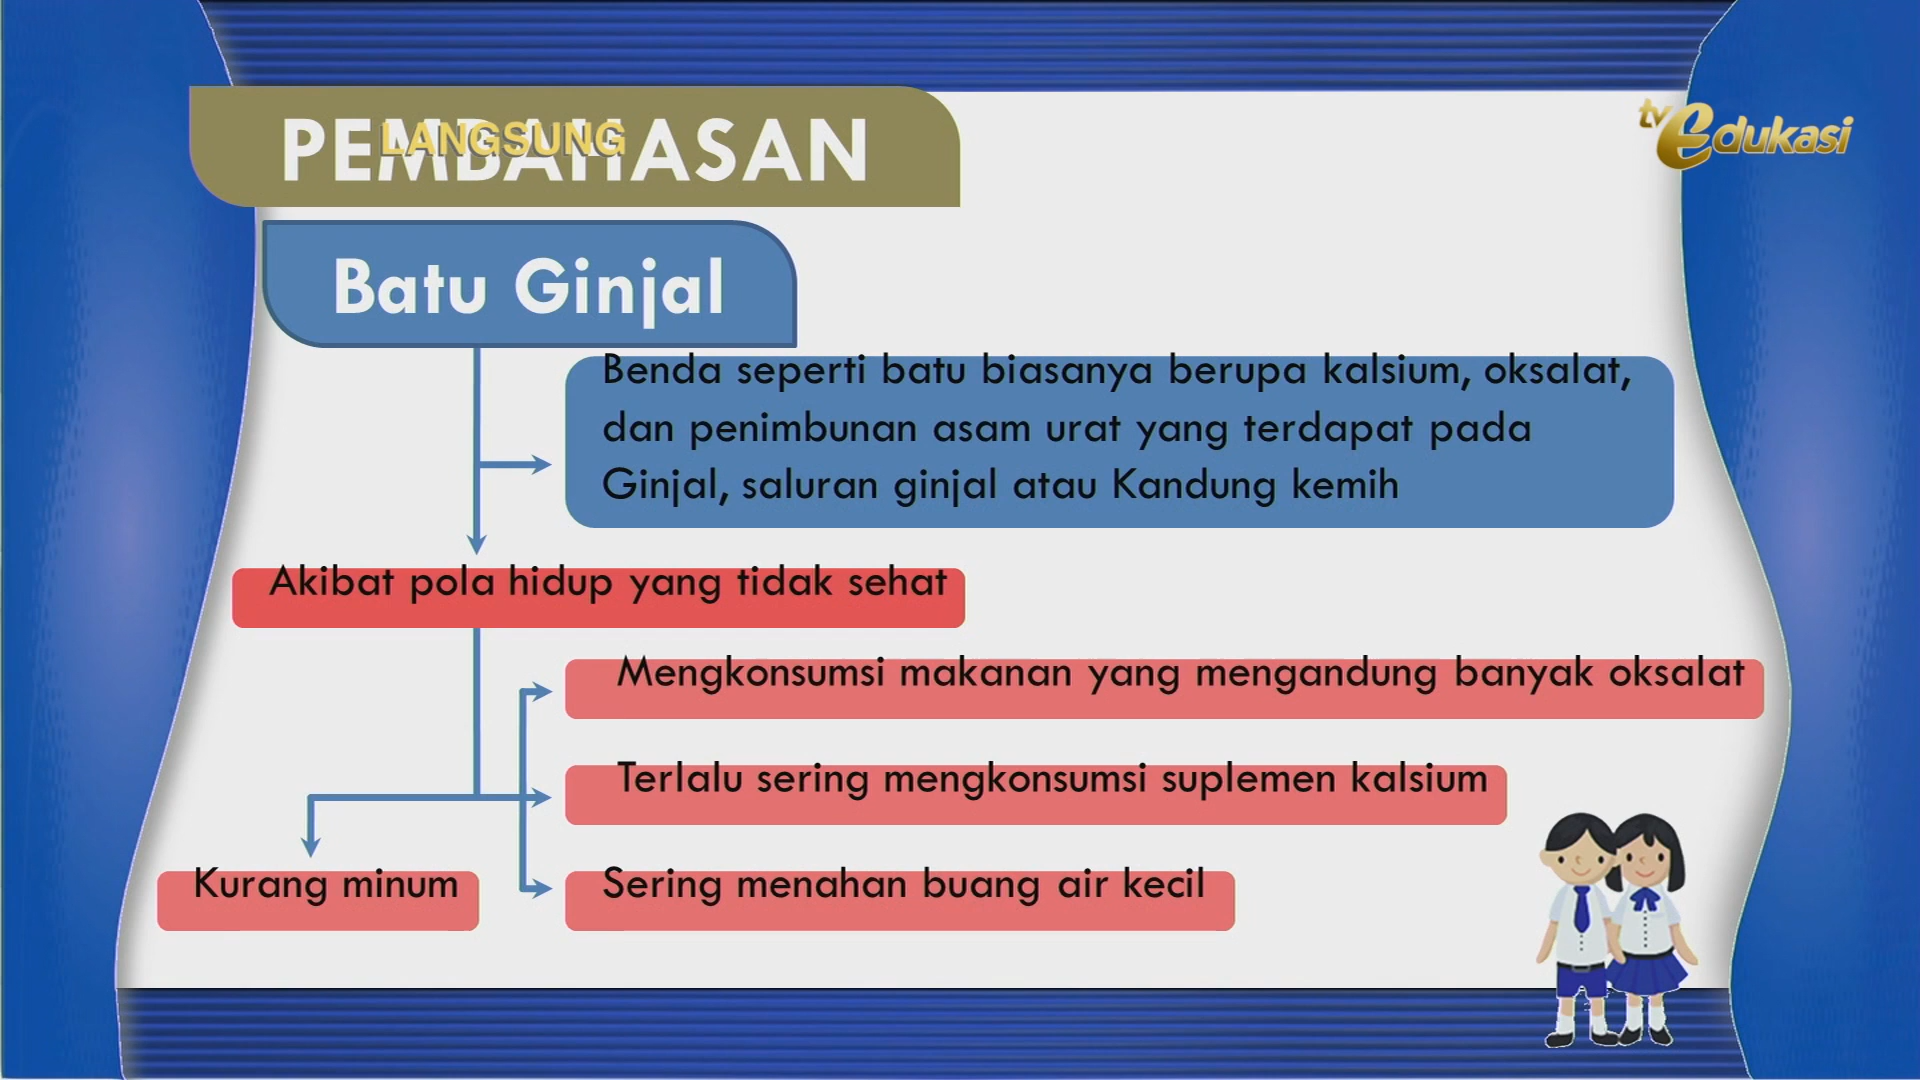 PEMBAHASAN
LANGSUNG
tv edukasi
Batu Ginjal
Benda seperti batu biasanya berupa kalsium, oksalat,
dan penimbunan asam urat yang terdapat pada
Ginjal, saluran ginjal atau Kandung kemih
Akibat pola hidup yang tidak sehat
Mengkonsumsi makanan yang mengandung banyak oksalat
Terlalu sering mengkonsumsi suplemen kalsium
Kurang minum
Sering menahan buang air kecil